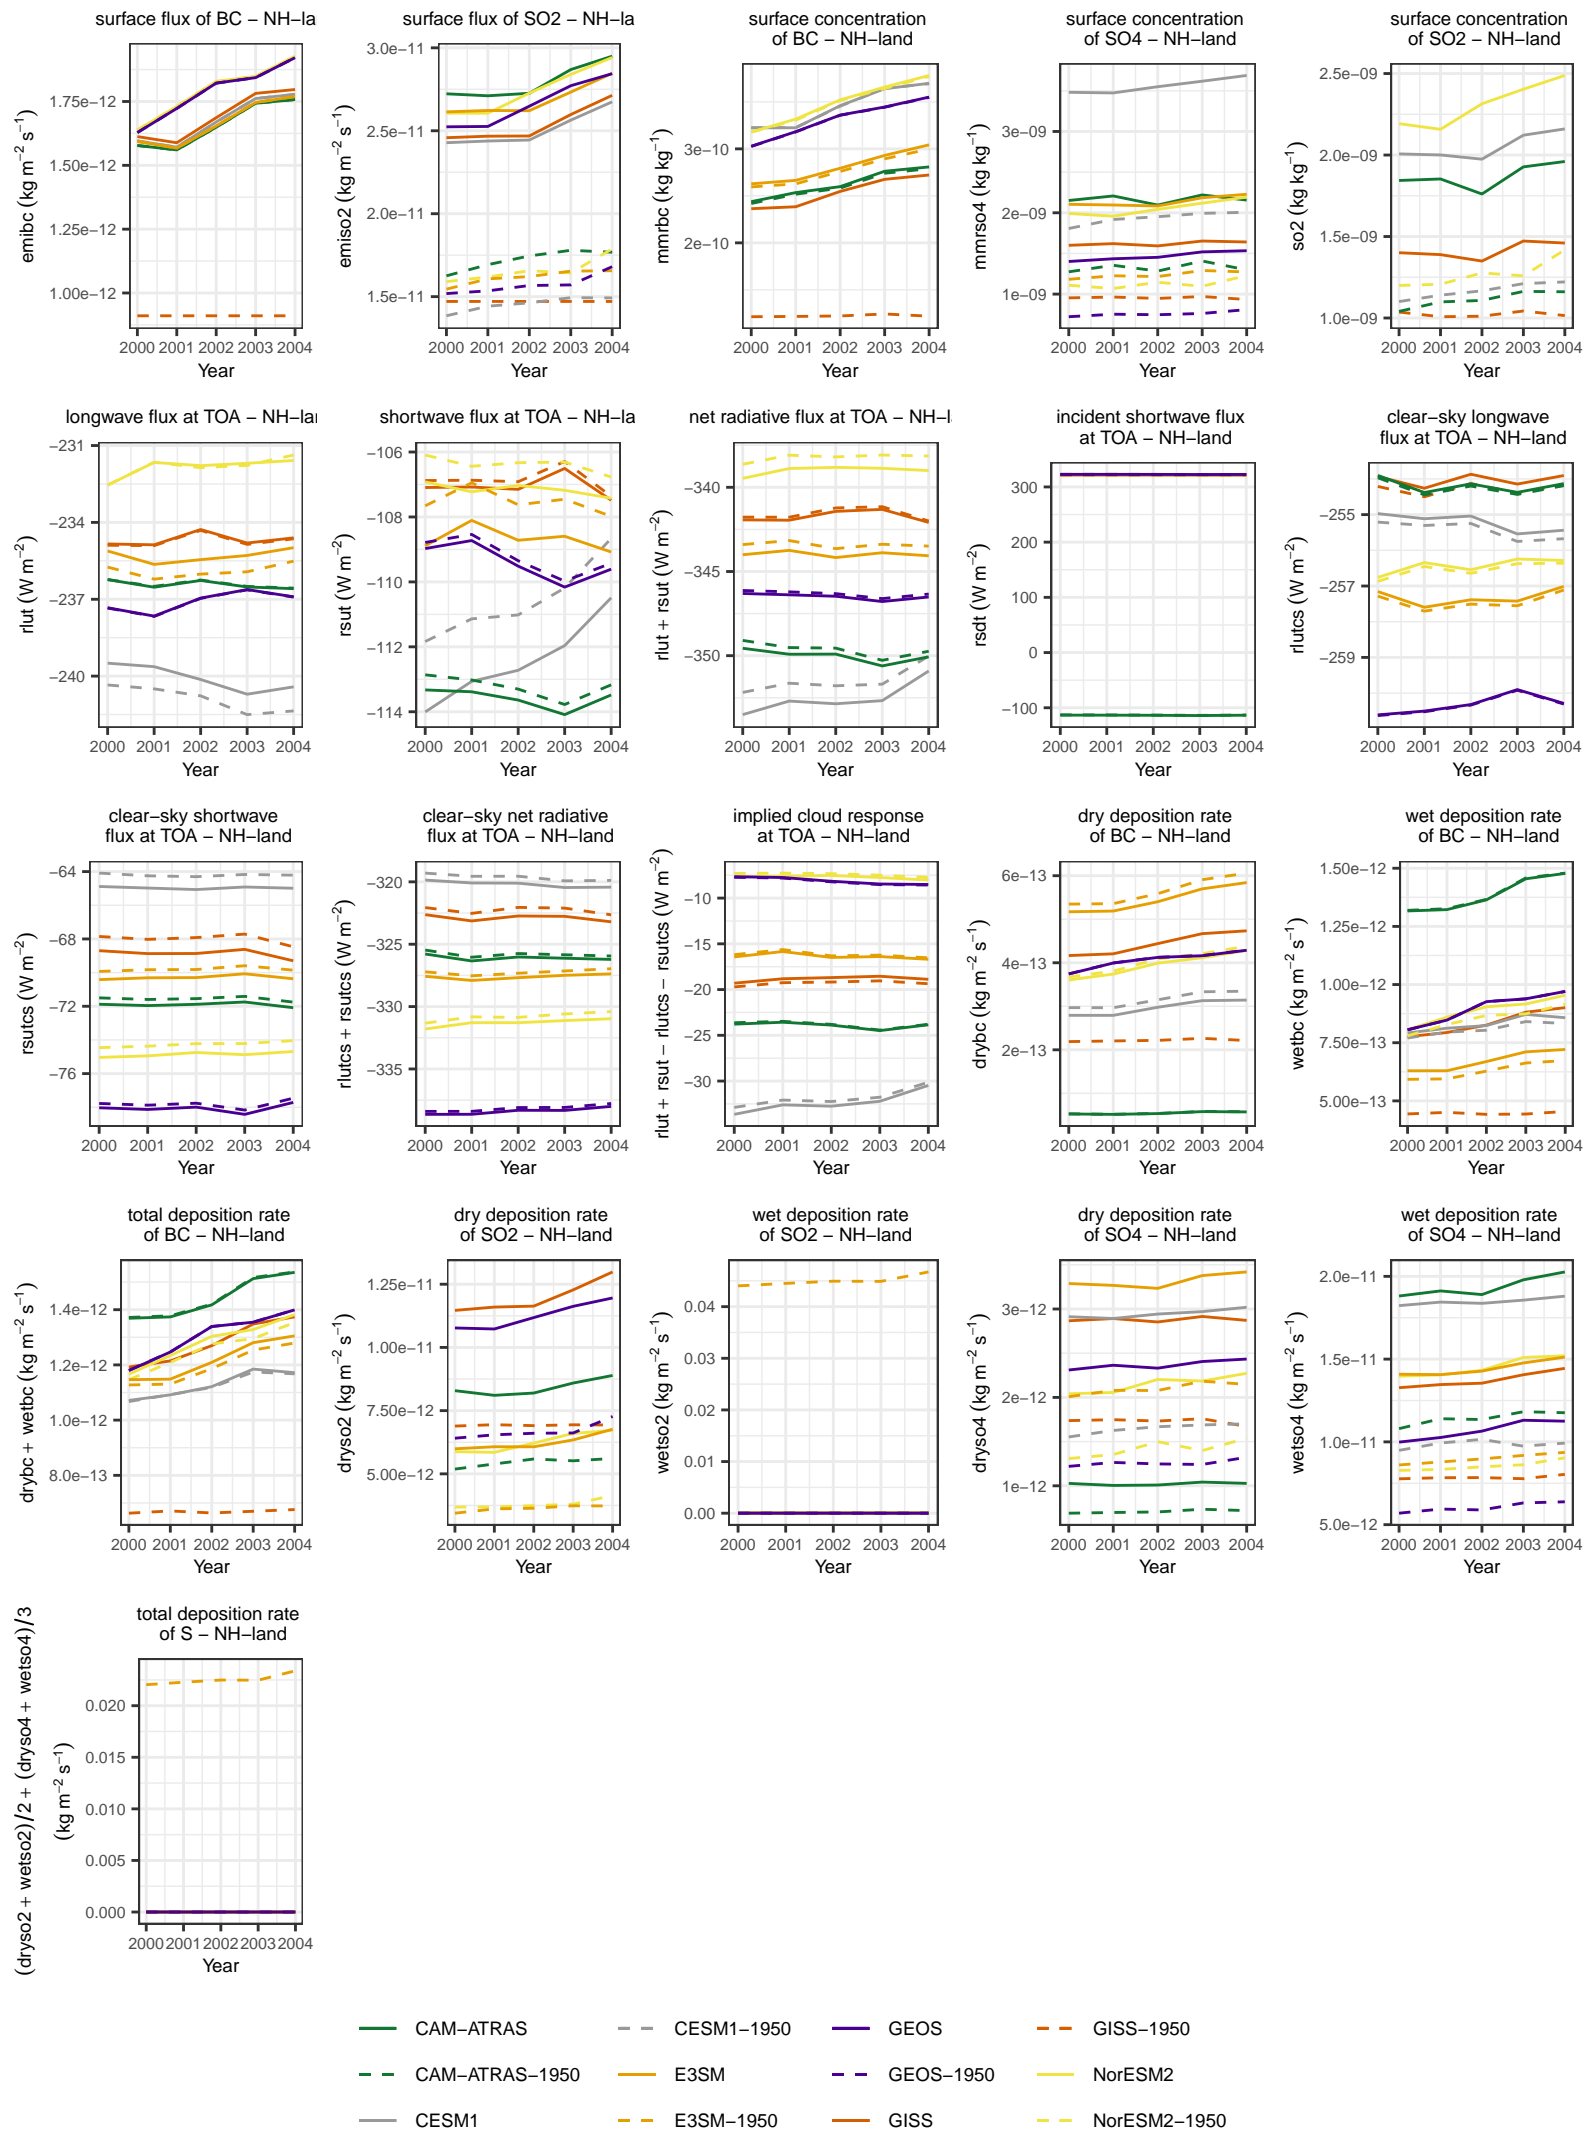 surface flux of BC − NH−la
surface flux of SO2 − NH−la
surface concentration
of BC − NH−land
surface concentration
of SO4 − NH−land
surface concentration
of SO2 − NH−land
emibc (kg m⁻² s⁻¹)
1.75e−12
1.50e−12
1.25e−12
1.00e−12
2000 2001 2002 2003 2004
Year
emiso2 (kg m⁻² s⁻¹)
3.0e−11
2.5e−11
2.0e−11
1.5e−11
2000 2001 2002 2003 2004
Year
mmrbc (kg kg⁻¹)
3e−10
2e−10
2000 2001 2002 2003 2004
Year
mmrso4 (kg kg⁻¹)
3e−09
2e−09
1e−09
2000 2001 2002 2003 2004
Year
so2 (kg kg⁻¹)
2.5e−09
2.0e−09
1.5e−09
1.0e−09
2000 2001 2002 2003 2004
Year
longwave flux at TOA − NH−la
shortwave flux at TOA − NH−la
net radiative flux at TOA − NH−l
incident shortwave flux
at TOA − NH−land
clear−sky longwave
flux at TOA − NH−land
rlut (W m⁻²)
−231
−234
−237
−240
2000 2001 2002 2003 2004
Year
rsut (W m⁻²)
−106
−108
−110
−112
−114
2000 2001 2002 2003 2004
Year
rlut + rsut (W m⁻²)
−340
−345
−350
2000 2001 2002 2003 2004
Year
rsdt (W m⁻²)
300
200
100
0
−100
2000 2001 2002 2003 2004
Year
rlutcs (W m⁻²)
−255
−257
−259
2000 2001 2002 2003 2004
Year
clear−sky shortwave
flux at TOA − NH−land
clear−sky net radiative
flux at TOA − NH−land
implied cloud response
at TOA − NH−land
dry deposition rate
of BC − NH−land
wet deposition rate
of BC − NH−land
rsutcs (W m⁻²)
−64
−68
−72
−76
2000 2001 2002 2003 2004
Year
rlutcs + rsutcs (W m⁻²)
−320
−325
−330
−335
2000 2001 2002 2003 2004
Year
rlut + rsut − rlutcs − rsutcs (W m⁻²)
−10
−15
−20
−25
−30
2000 2001 2002 2003 2004
Year
drybc (kg m⁻² s⁻¹)
6e−13
4e−13
2e−13
2000 2001 2002 2003 2004
Year
wetbc (kg m⁻² s⁻¹)
1.50e−12
1.25e−12
1.00e−12
7.50e−13
5.00e−13
2000 2001 2002 2003 2004
Year
total deposition rate
of BC − NH−land
dry deposition rate
of SO2 − NH−land
wet deposition rate
of SO2 − NH−land
dry deposition rate
of SO4 − NH−land
wet deposition rate
of SO4 − NH−land
drybc + wetbc (kg m⁻² s⁻¹)
1.4e−12
1.2e−12
1.0e−12
8.0e−13
2000 2001 2002 2003 2004
Year
dryso2 (kg m⁻² s⁻¹)
1.25e−11
1.00e−11
7.50e−12
5.00e−12
2000 2001 2002 2003 2004
Year
wetso2 (kg m⁻² s⁻¹)
0.04
0.03
0.02
0.01
0.00
2000 2001 2002 2003 2004
Year
dryso4 (kg m⁻² s⁻¹)
3e−12
2e−12
1e−12
2000 2001 2002 2003 2004
Year
wetso4 (kg m⁻² s⁻¹)
2.0e−11
1.5e−11
1.0e−11
5.0e−12
2000 2001 2002 2003 2004
Year
total deposition rate
of S − NH−land
(dryso2 + wetso2)/2 + (dryso4 + wetso4)/3
(kg m⁻² s⁻¹)
0.020
0.015
0.010
0.005
0.000
2000 2001 2002 2003 2004
Year
CAM−ATRAS
CESM1−1950
GEOS
GISS−1950
CAM−ATRAS−1950
E3SM
GEOS−1950
NorESM2
CESM1
E3SM−1950
GISS
NorESM2−1950